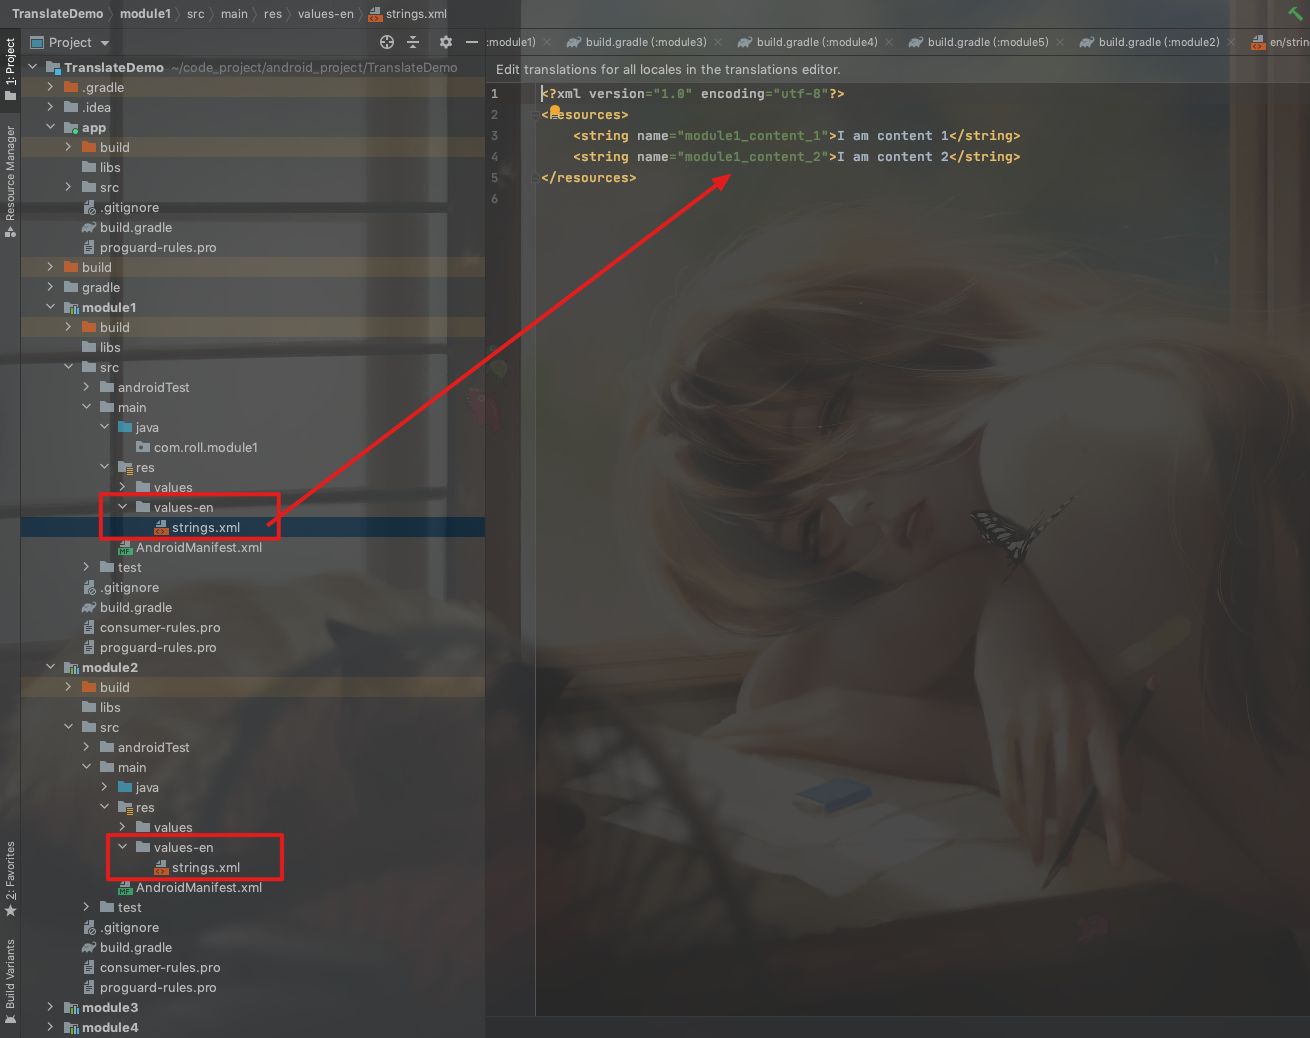 TranslateDemo module1 src main res values-en strings.xml
Project
:module1) build.gradle (:module3) build.gradle (:module4) build.gradle (:module5) build.gradle (:module2) en/strin
1: Project
Resource Manager
2: Favorites
Build Variants
TranslateDemo ~/code_project/android_project/TranslateDemo
.gradle
.idea
app
build
libs
src
.gitignore
build.gradle
proguard-rules.pro
build
gradle
module1
build
libs
src
androidTest
main
java
com.roll.module1
res
values
values-en
strings.xml
AndroidManifest.xml
test
.gitignore
build.gradle
consumer-rules.pro
proguard-rules.pro
module2
build
libs
src
androidTest
main
java
res
values
values-en
strings.xml
AndroidManifest.xml
test
.gitignore
build.gradle
consumer-rules.pro
proguard-rules.pro
module3
module4
Edit translations for all locales in the translations editor.
1 <?xml version="1.0" encoding="utf-8"?>
2 <resources>
3 <string name="module1_content_1">I am content 1</string>
4 <string name="module1_content_2">I am content 2</string>
5 </resources>
6